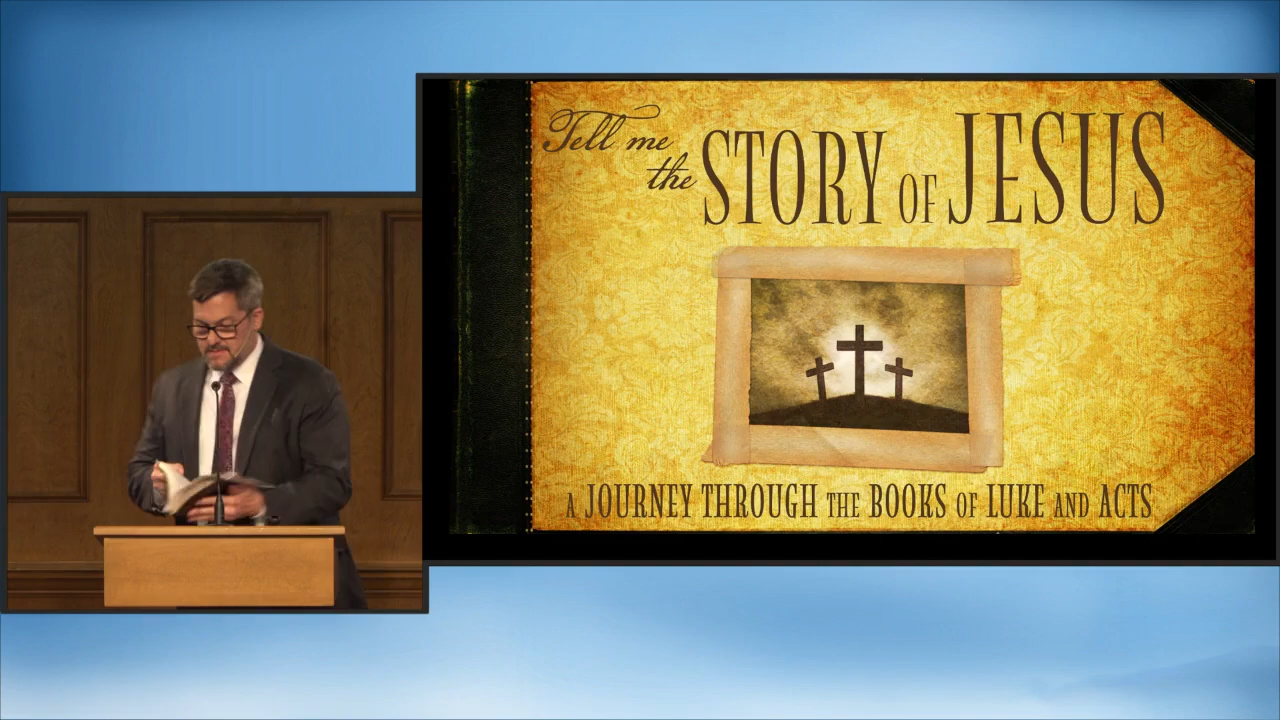 Tell me
the STORY OF JESUS
A JOURNEY THROUGH THE BOOKS OF LUKE AND ACTS